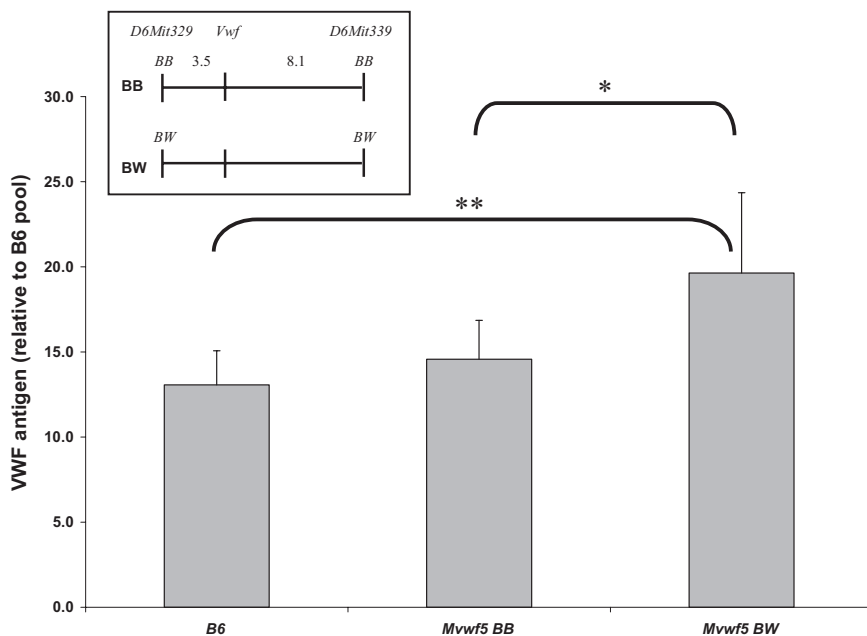 D6Mit329 Vwf D6Mit339
BB 3.5 8.1 BB
BB
BW BW
BW
*
**
VWF antigen (relative to B6 pool)
30.0
25.0
20.0
15.0
10.0
5.0
0.0
B6 Mvwf5 BB Mvwf5 BW